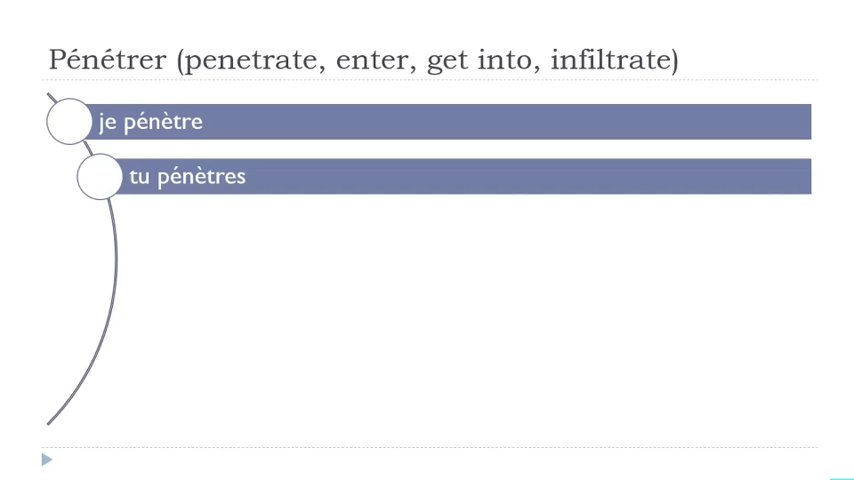 Pénétrer (penetrate, enter, get into, infiltrate)
je pénètre
tu pénètres